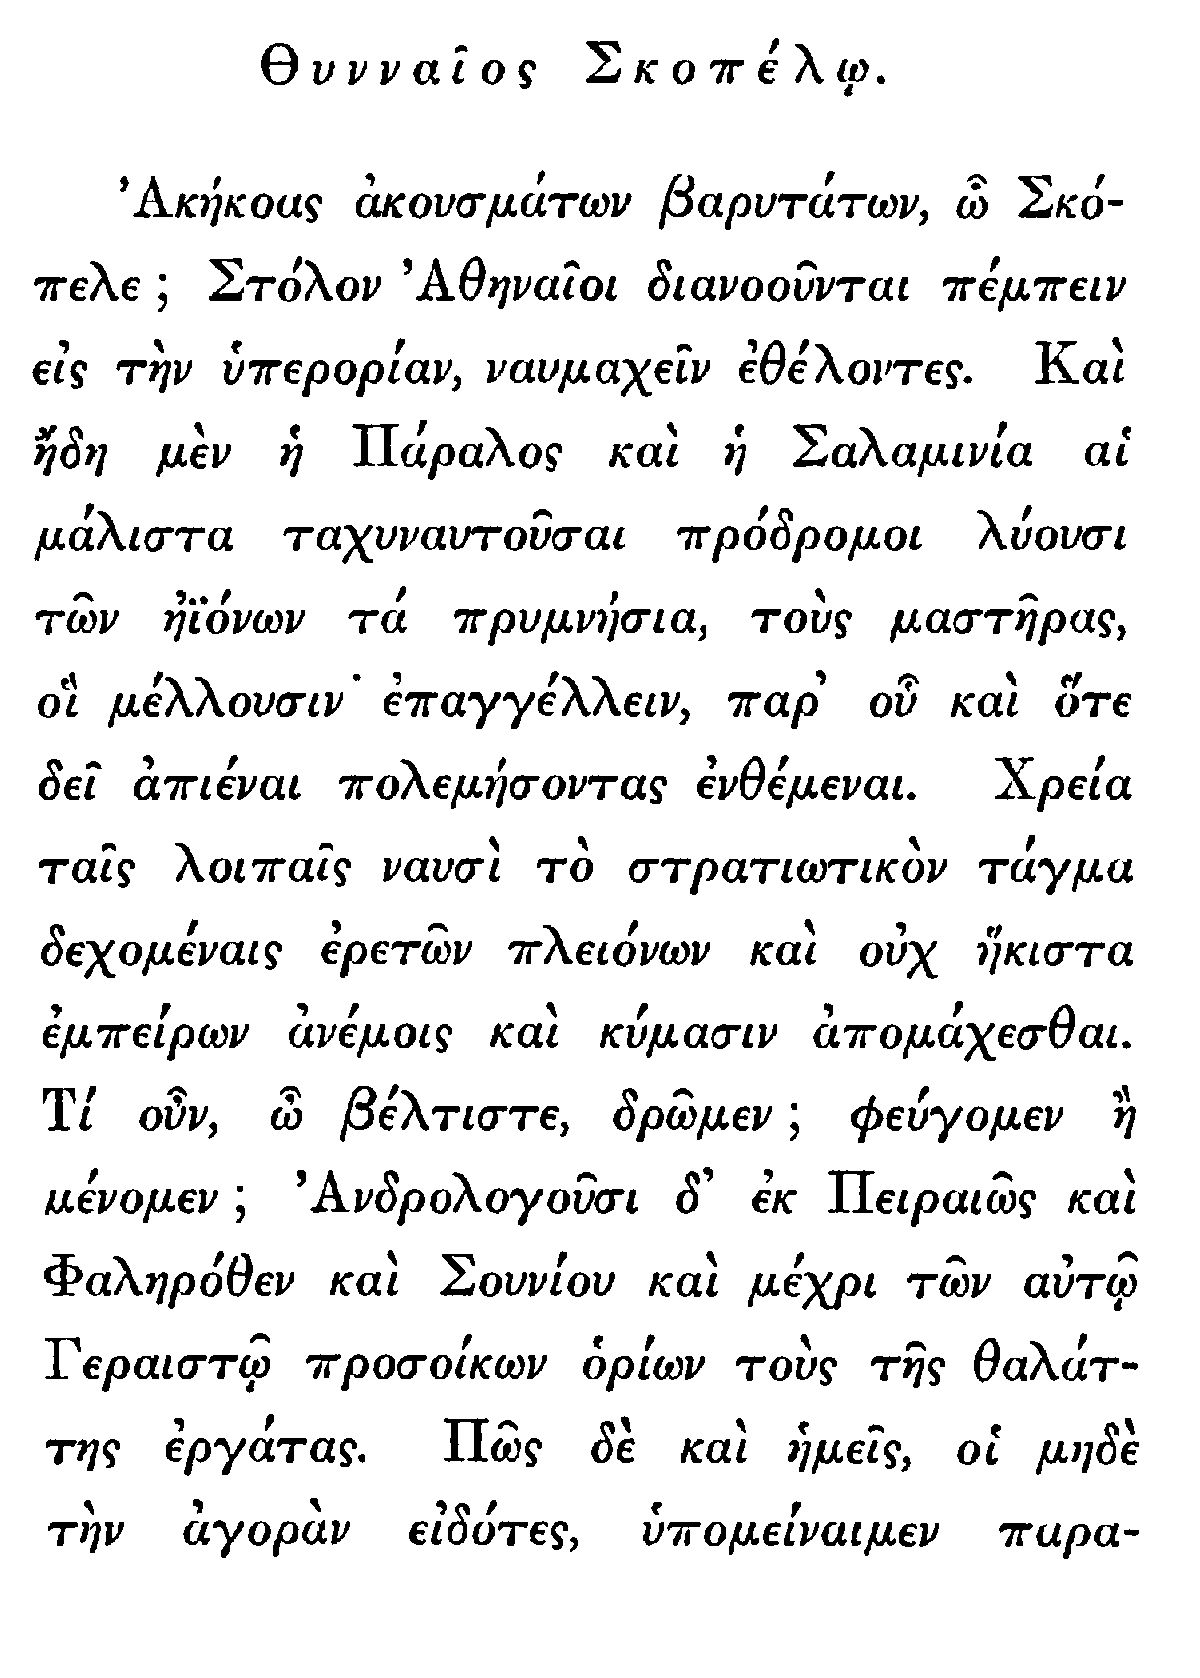 Θυνναῖος Σκοπέλῳ.
Ἀκήκοας ἀκουσμάτων βαρυτάτων, ὦ Σκό-
πελε ; Στόλον Ἀθηναῖοι διανοοῦνται πέμπειν
εἰς τὴν ὑπερορίαν, ναυμαχεῖν ἐθέλοντες. Καὶ
ἤδη μὲν ἡ Πάραλος καὶ ἡ Σαλαμινία αἱ
μάλιστα ταχυναυτοῦσαι πρόδρομοι λύουσι
τῶν ἠϊόνων τά πρυμνήσια, τοὺς μαστῆρας,
οἳ μέλλουσιν ἐπαγγέλλειν, παρ’ οὗ καὶ ὅτε
δεῖ ἀπιέναι πολεμήσοντας ἐνθέμεναι. Χρεία
ταῖς λοιπαῖς ναυσὶ τὸ στρατιωτικὸν τάγμα
δεχομέναις ἐρετῶν πλειόνων καὶ οὐχ ἥκιστα
ἐμπείρων ἀνέμοις καὶ κύμασιν ἀπομάχεσθαι.
Τί οὖν, ὦ βέλτιστε, δρῶμεν ; φεύγομεν ἢ
μένομεν ; Ἀνδρολογοῦσι δ’ ἐκ Πειραιῶς καὶ
Φαληρόθεν καὶ Σουνίου καὶ μέχρι τῶν αὐτῷ
Γεραιστῷ προσοίκων ὁρίων τοὺς τῆς θαλάτ-
της ἐργάτας. Πῶς δὲ καὶ ἡμεῖς, οἱ μηδὲ
τὴν ἀγορὰν εἰδότες, ὑπομείναιμεν παρα-